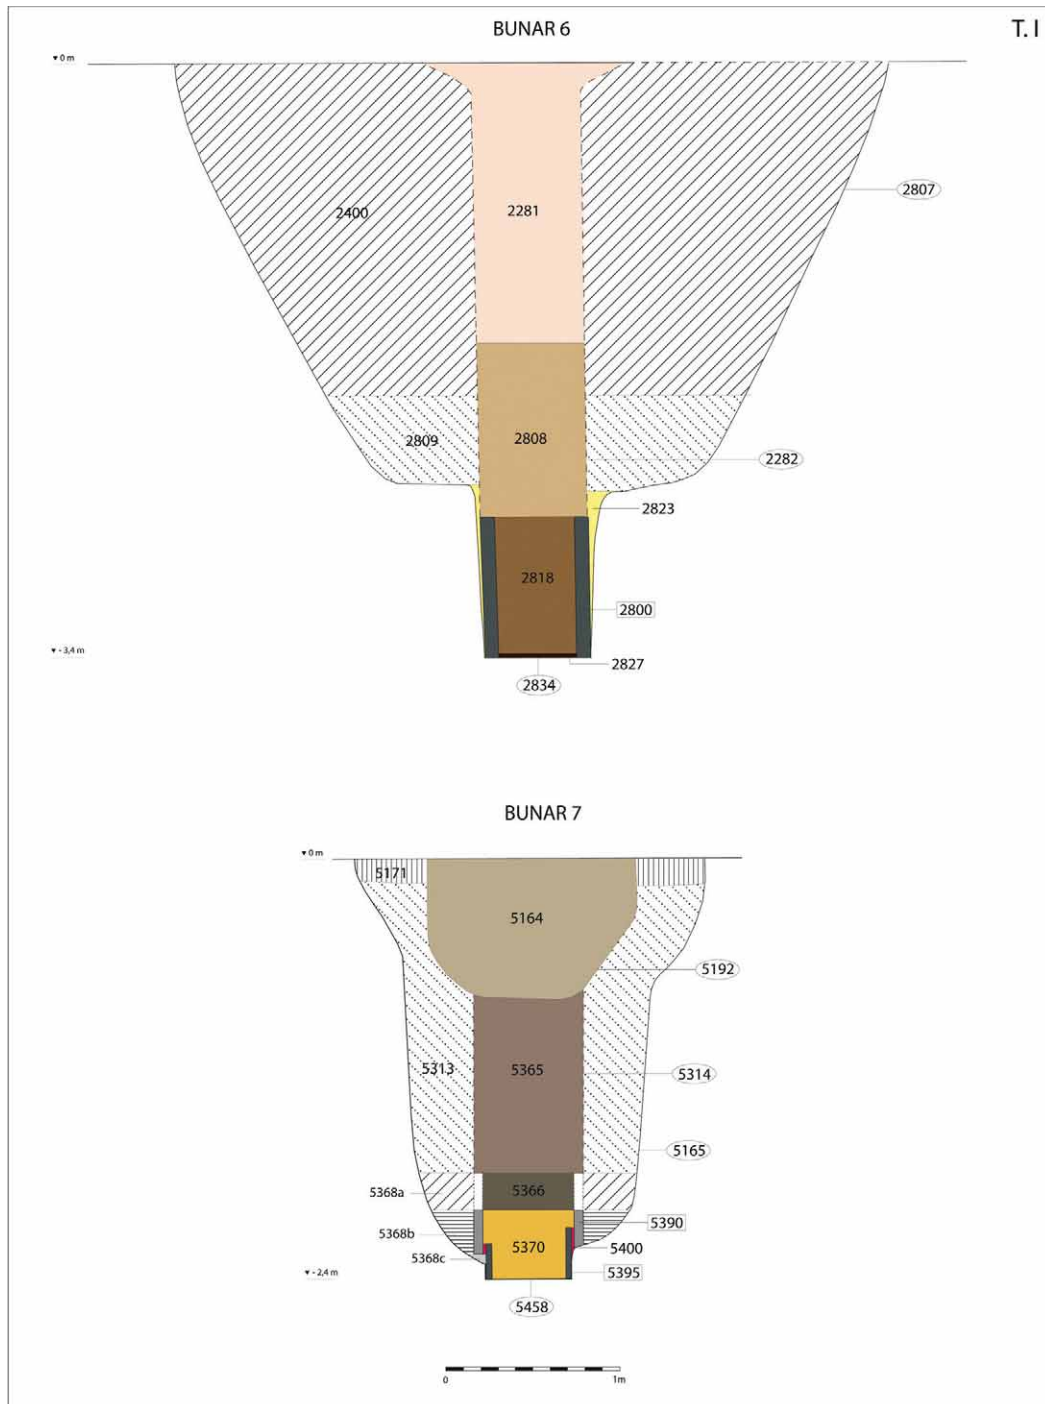 BUNAR 6
T. I
▾ 0 m
2807
2400
2281
2809
2808
2282
2823
2818
2800
▾ - 3,4 m
2827
2834
BUNAR 7
▾ 0 m
5171
5164
5192
5313
5365
5314
5165
5368a
5366
5390
5368b
5370
5400
5368c
▾ - 2,4 m
5395
5458
0
1m